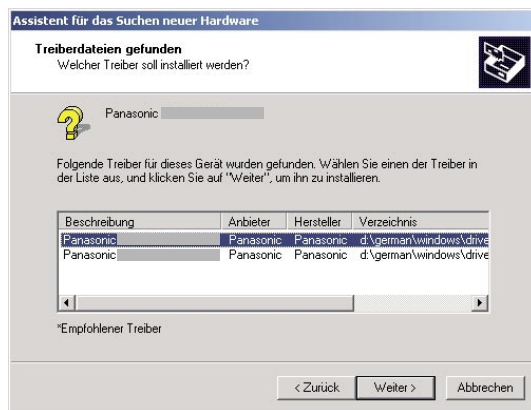 Assistent für das Suchen neuer Hardware
Treiberdateien gefunden
Welcher Treiber soll installiert werden?
Panasonic
Folgende Treiber für dieses Gerät wurden gefunden. Wählen Sie einen der Treiber in
der Liste aus, und klicken Sie auf "Weiter", um ihn zu installieren.
Beschreibung Anbieter Hersteller Verzeichnis
Panasonic Panasonic Panasonic d:\german\windows\drive
Panasonic Panasonic Panasonic d:\german\windows\drive
*Empfohlener Treiber
< Zurück Weiter > Abbrechen